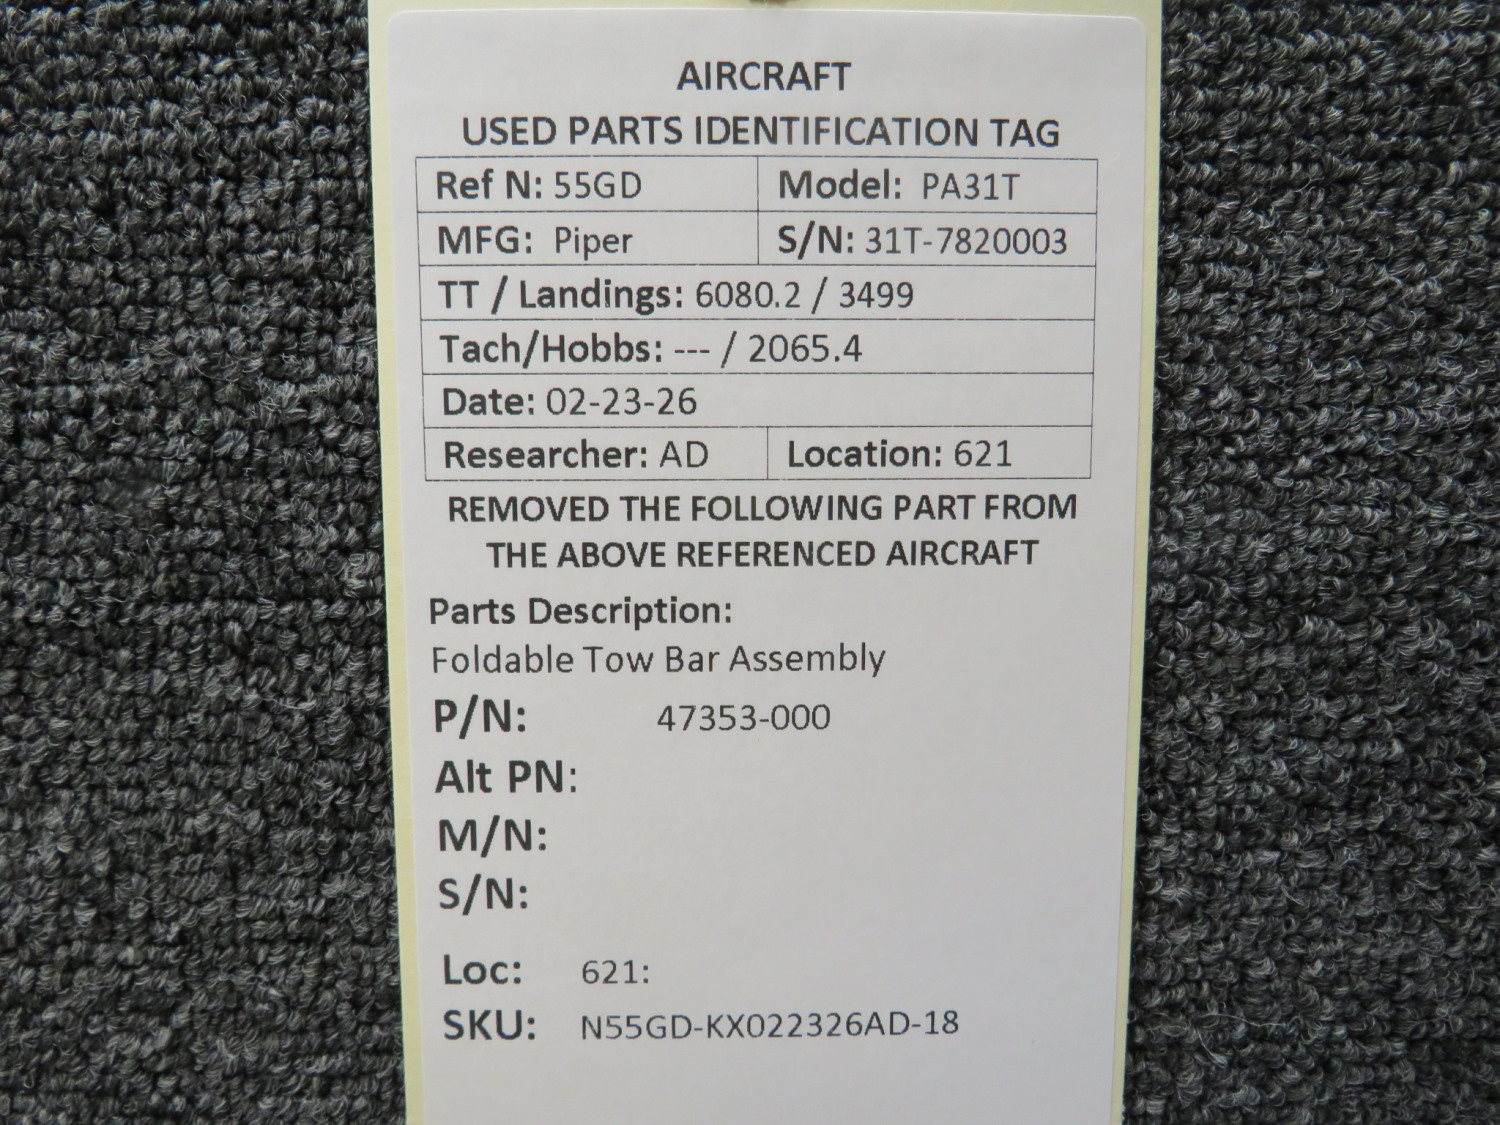 AIRCRAFT
USED PARTS IDENTIFICATION TAG
Ref N: 55GD Model: PA31T
MFG: Piper S/N: 31T-7820003
TT / Landings: 6080.2 / 3499
Tach/Hobbs: --- / 2065.4
Date: 02-23-26
Researcher: AD Location: 621
REMOVED THE FOLLOWING PART FROM
THE ABOVE REFERENCED AIRCRAFT
Parts Description:
Foldable Tow Bar Assembly
P/N: 47353-000
Alt PN:
M/N:
S/N:
Loc: 621:
SKU: N55GD-KX022326AD-18